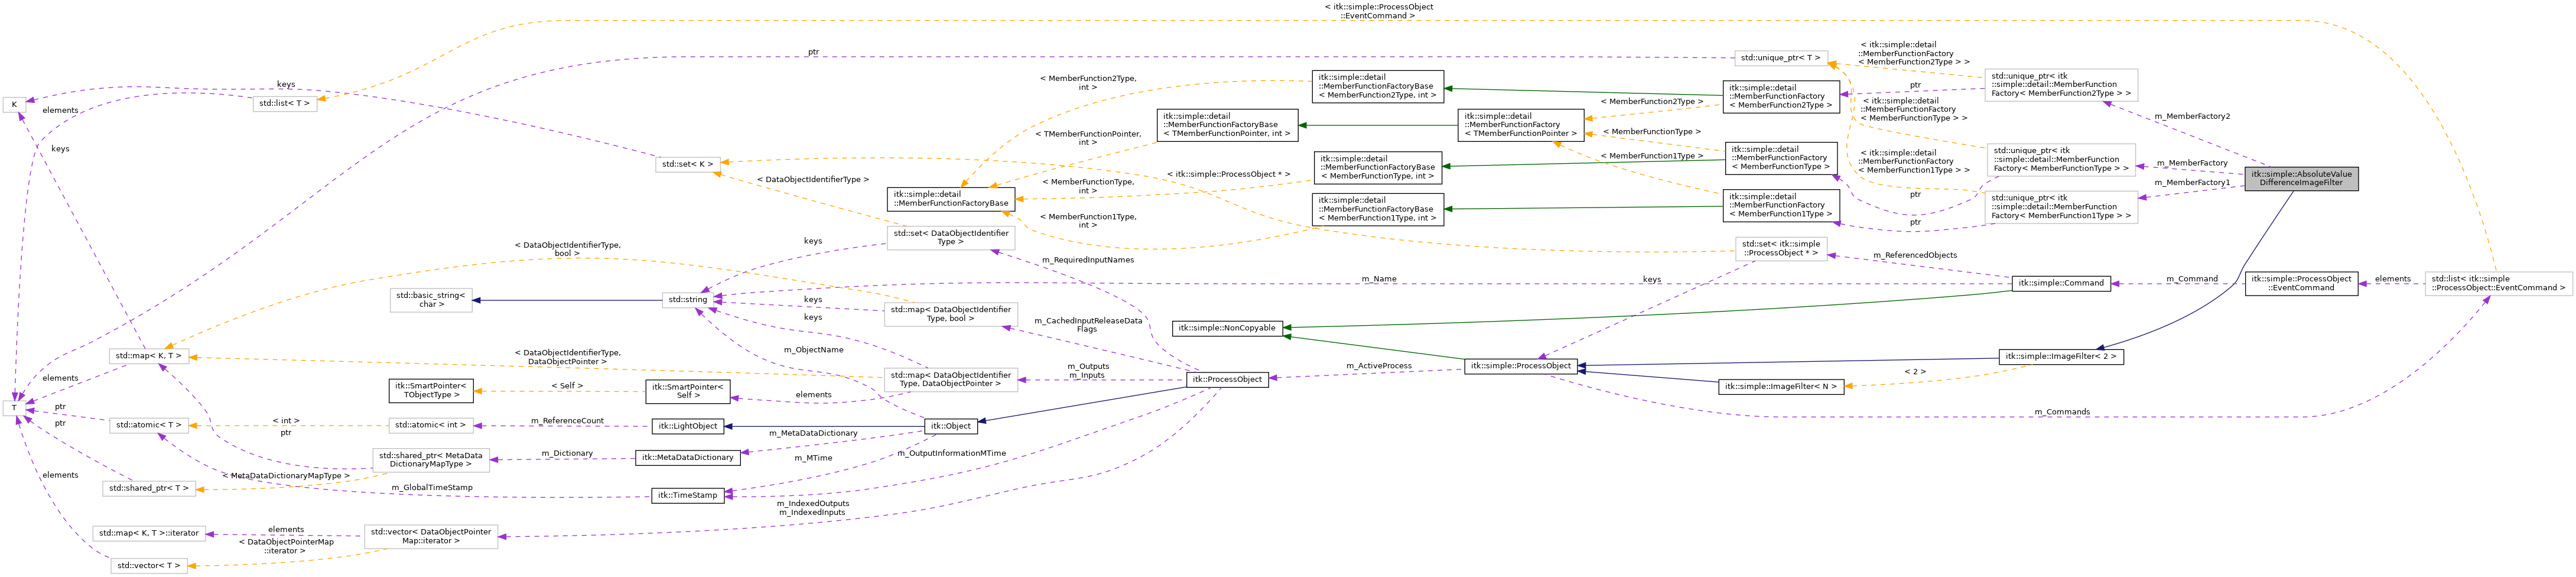 < itk::simple::ProcessObject
::EventCommand >
ptr
std::unique_ptr< T >
< itk::simple::detail
::MemberFunctionFactory
< MemberFunction2Type > >
std::unique_ptr< itk
::simple::detail::MemberFunction
Factory< MemberFunction2Type > >
keys
K
elements
std::list< T >
< MemberFunction2Type,
int >
itk::simple::detail
::MemberFunctionFactoryBase
< MemberFunction2Type, int >
itk::simple::detail
::MemberFunctionFactory
< MemberFunction2Type >
ptr
< MemberFunction2Type >
< itk::simple::detail
::MemberFunctionFactory
< MemberFunctionType > >
m_MemberFactory2
itk::simple::detail
::MemberFunctionFactoryBase
< TMemberFunctionPointer, int >
itk::simple::detail
::MemberFunctionFactory
< TMemberFunctionPointer >
< TMemberFunctionPointer,
int >
< MemberFunctionType >
keys
std::set< K >
itk::simple::detail
::MemberFunctionFactoryBase
< MemberFunctionType, int >
< MemberFunction1Type >
itk::simple::detail
::MemberFunctionFactory
< MemberFunctionType >
< itk::simple::detail
::MemberFunctionFactory
< MemberFunction1Type > >
std::unique_ptr< itk
::simple::detail::MemberFunction
Factory< MemberFunctionType > >
m_MemberFactory
itk::simple::AbsoluteValue
DifferenceImageFilter
< DataObjectIdentifierType >
< itk::simple::ProcessObject * >
< MemberFunctionType,
int >
m_MemberFactory1
itk::simple::detail
::MemberFunctionFactoryBase
ptr
itk::simple::detail
::MemberFunctionFactoryBase
< MemberFunction1Type, int >
itk::simple::detail
::MemberFunctionFactory
< MemberFunction1Type >
std::unique_ptr< itk
::simple::detail::MemberFunction
Factory< MemberFunction1Type > >
< MemberFunction1Type,
int >
ptr
std::set< DataObjectIdentifier
Type >
keys
< DataObjectIdentifierType,
bool >
std::set< itk::simple
::ProcessObject * >
m_ReferencedObjects
m_RequiredInputNames
m_Name
keys
itk::simple::Command
m_Command
itk::simple::ProcessObject
::EventCommand
elements
std::list< itk::simple
::ProcessObject::EventCommand >
std::basic_string<
char >
std::string
keys
std::map< DataObjectIdentifier
Type, bool >
keys
m_CachedInputReleaseData
Flags
itk::simple::NonCopyable
m_ObjectName
std::map< K, T >
< DataObjectIdentifierType,
DataObjectPointer >
itk::simple::ImageFilter< 2 >
m_Outputs
m_Inputs
m_ActiveProcess
itk::simple::ProcessObject
< 2 >
elements
std::map< DataObjectIdentifier
Type, DataObjectPointer >
itk::ProcessObject
itk::simple::ImageFilter< N >
itk::SmartPointer<
TObjectType >
< Self >
itk::SmartPointer<
Self >
elements
T
ptr
m_Commands
ptr
std::atomic< T >
< int >
std::atomic< int >
m_ReferenceCount
itk::LightObject
itk::Object
ptr
m_MetaDataDictionary
std::shared_ptr< MetaData
DictionaryMapType >
m_Dictionary
itk::MetaDataDictionary
m_MTime
m_OutputInformationMTime
elements
< MetaDataDictionaryMapType >
std::shared_ptr< T >
m_GlobalTimeStamp
itk::TimeStamp
m_IndexedOutputs
m_IndexedInputs
std::map< K, T >::iterator
elements
std::vector< DataObjectPointer
Map::iterator >
< DataObjectPointerMap
::iterator >
std::vector< T >